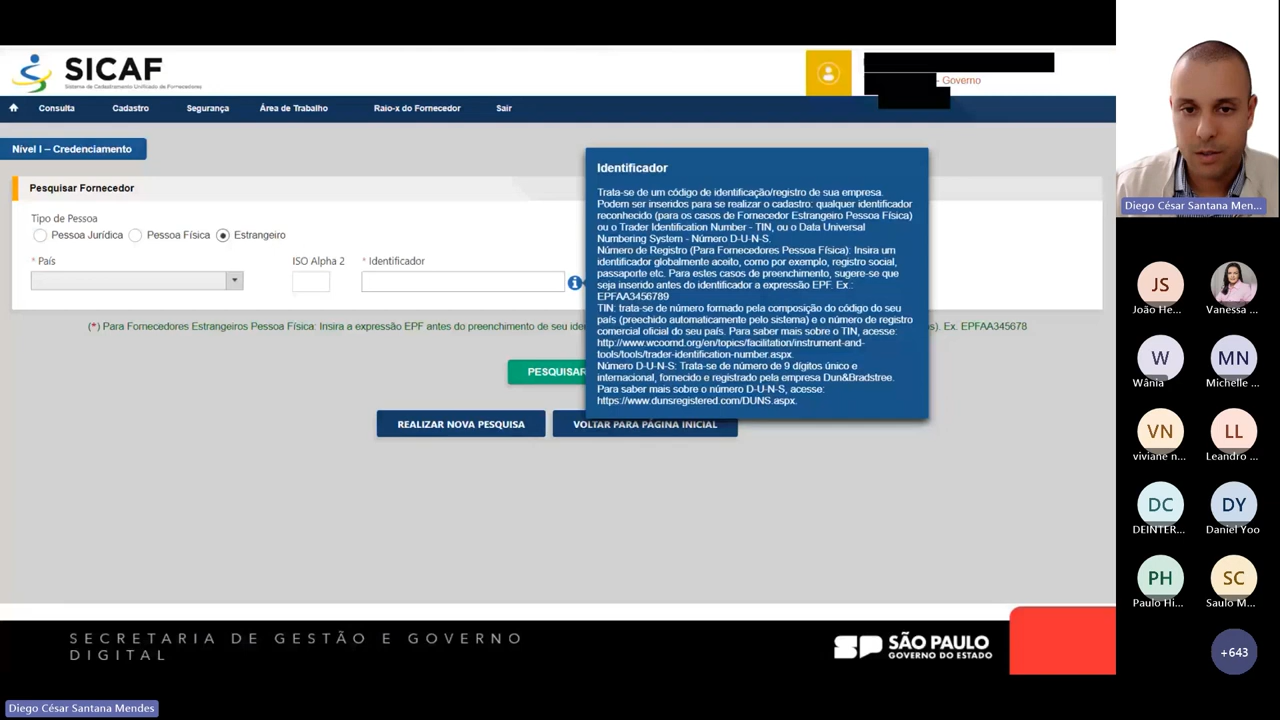 SICAF
Sistema de Cadastramento Unificado de Fornecedores
- Governo
Consulta
Cadastro
Segurança
Área de Trabalho
Raio-x do Fornecedor
Sair
Nível I – Credenciamento
Pesquisar Fornecedor
Tipo de Pessoa
Pessoa Jurídica
Pessoa Física
Estrangeiro
* País
ISO Alpha 2
* Identificador
(*) Para Fornecedores Estrangeiros Pessoa Física: Insira a expressão EPF antes do preenchimento de seu ide
s). Ex. EPFAA345678
PESQUISAR
REALIZAR NOVA PESQUISA
VOLTAR PARA PÁGINA INICIAL
Identificador
Trata-se de um código de identificação/registro de sua empresa.
Podem ser inseridos para se realizar o cadastro: qualquer identificador
reconhecido (para os casos de Fornecedor Estrangeiro Pessoa Física)
ou o Trader Identification Number - TIN, ou o Data Universal
Numbering System - Número D-U-N-S.
Número de Registro (Para Fornecedores Pessoa Física): Insira um
identificador globalmente aceito, como por exemplo, registro social,
passaporte etc. Para estes casos de preenchimento, sugere-se que
seja inserido antes do identificador a expressão EPF. Ex.:
EPFAA3456789
TIN: trata-se de número formado pela composição do código do seu
país (preechido automaticamente pelo sistema) e o número de registro
comercial oficial do seu país. Para saber mais sobre o TIN, acesse:
http://www.wcoomd.org/en/topics/facilitation/instrument-and-
tools/tools/trader-identification-number.aspx.
Número D-U-N-S: Trata-se de número de 9 dígitos único e
internacional, fornecido e registrado pela empresa Dun&Bradstree.
Para saber mais sobre o número D-U-N-S, acesse:
https://www.dunsregistered.com/DUNS.aspx.
SECRETARIA DE GESTÃO E GOVERNO
DIGITAL
SP SÃO PAULO
GOVERNO DO ESTADO
Diego César Santana Mendes
Diego César Santana Men...
JS
João He...
Vanessa ...
W
Wânia
MN
Michelle ...
VN
viviane n...
LL
Leandro ...
DC
DEINTER...
DY
Daniel Yoo
PH
Paulo Hi...
SC
Saulo M...
+643